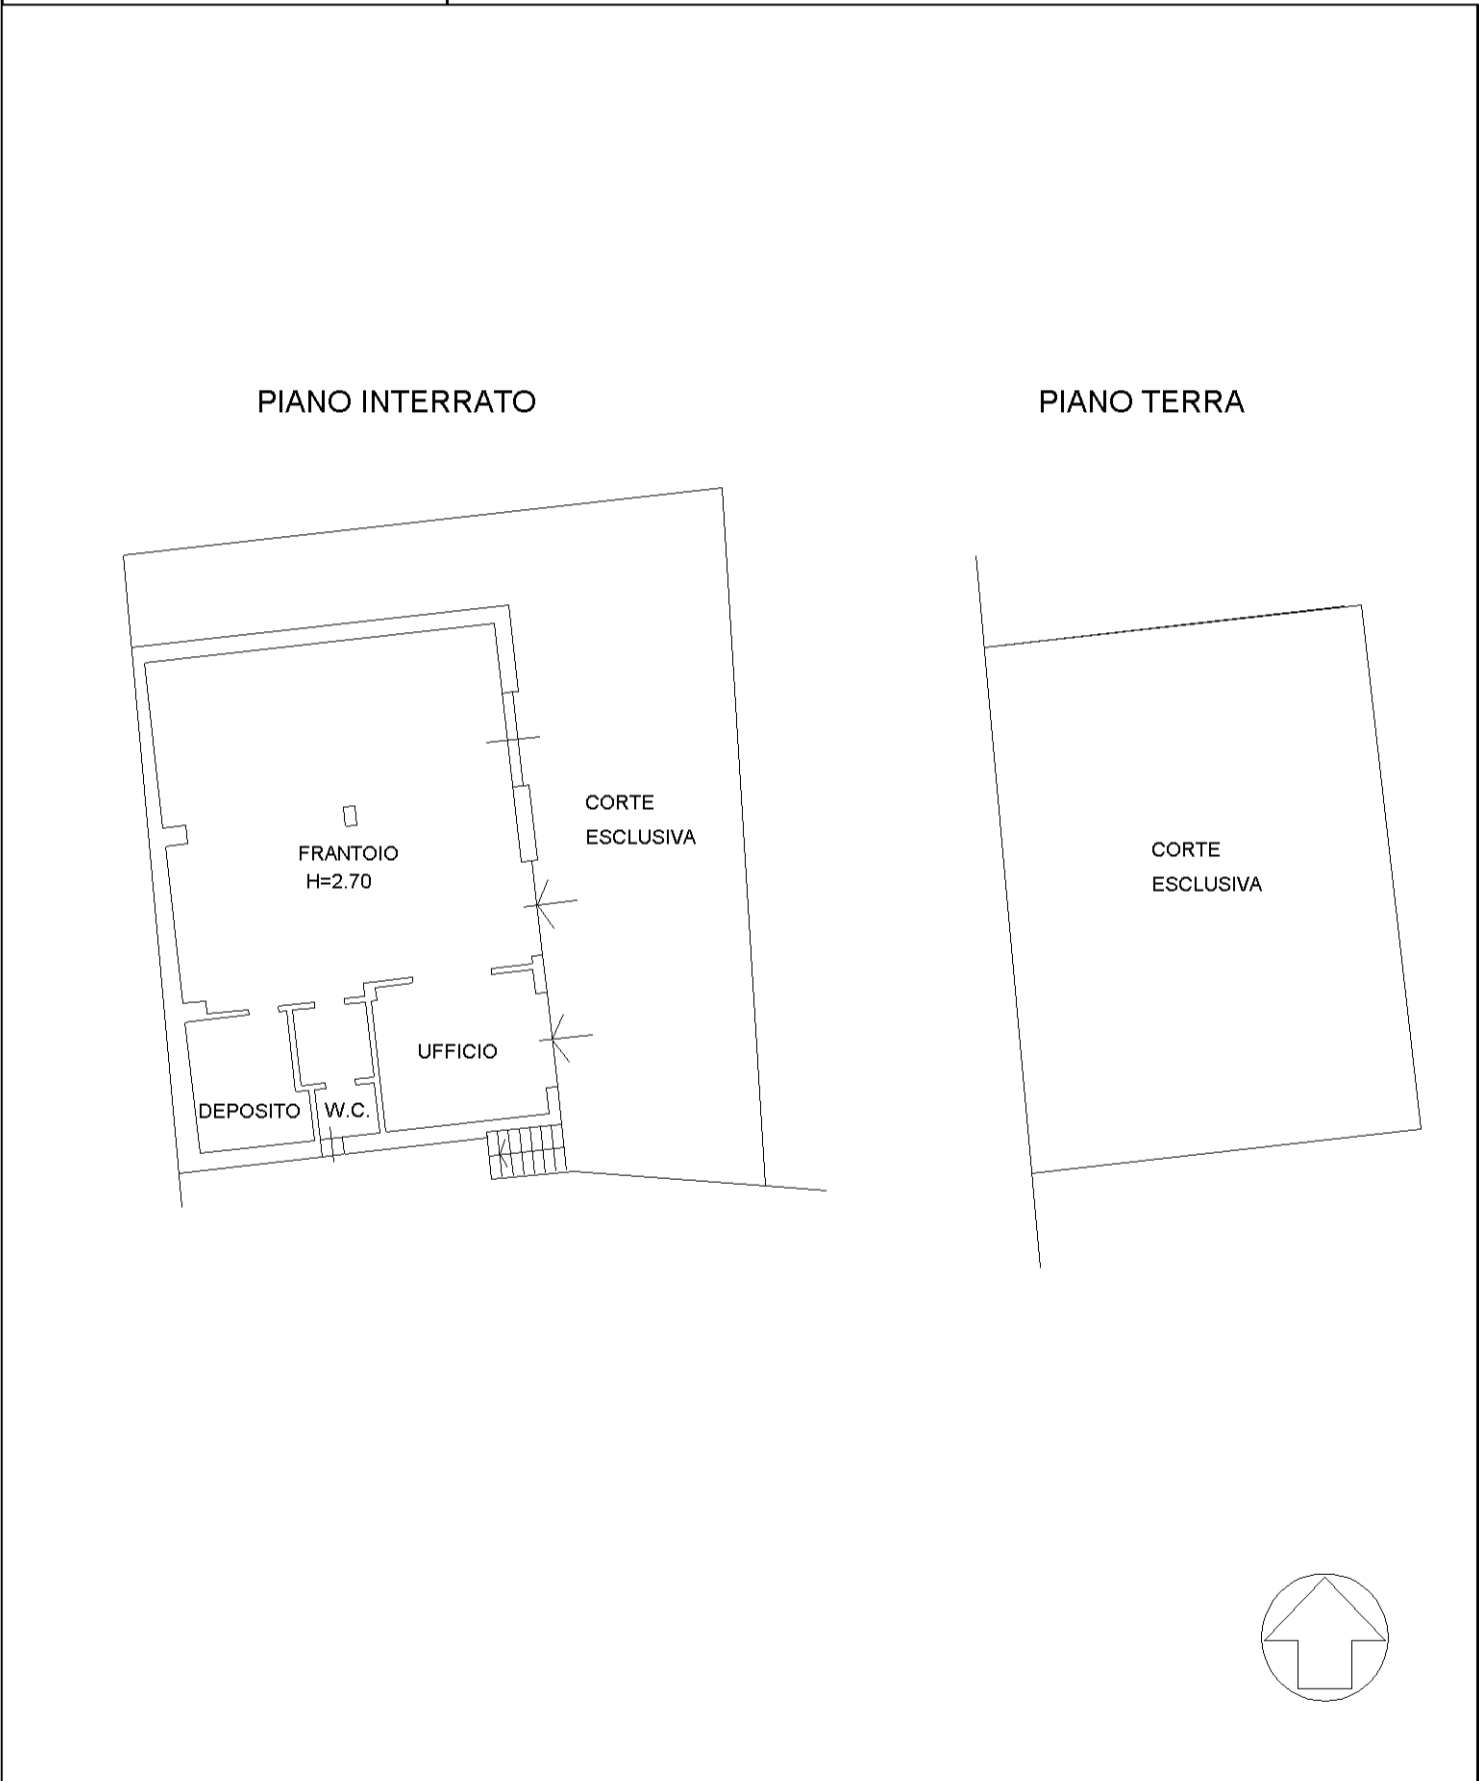 PIANO INTERRATO
PIANO TERRA
CORTE
ESCLUSIVA
FRANTOIO
H=2.70
CORTE
ESCLUSIVA
UFFICIO
DEPOSITO
W.C.